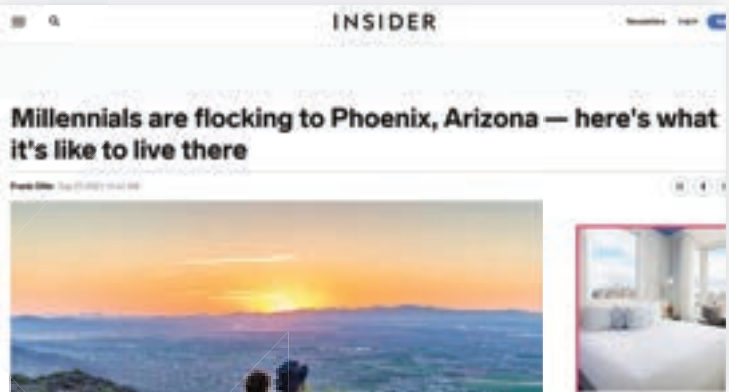 INSIDER
Millennials are flocking to Phoenix, Arizona — here's what
it's like to live there